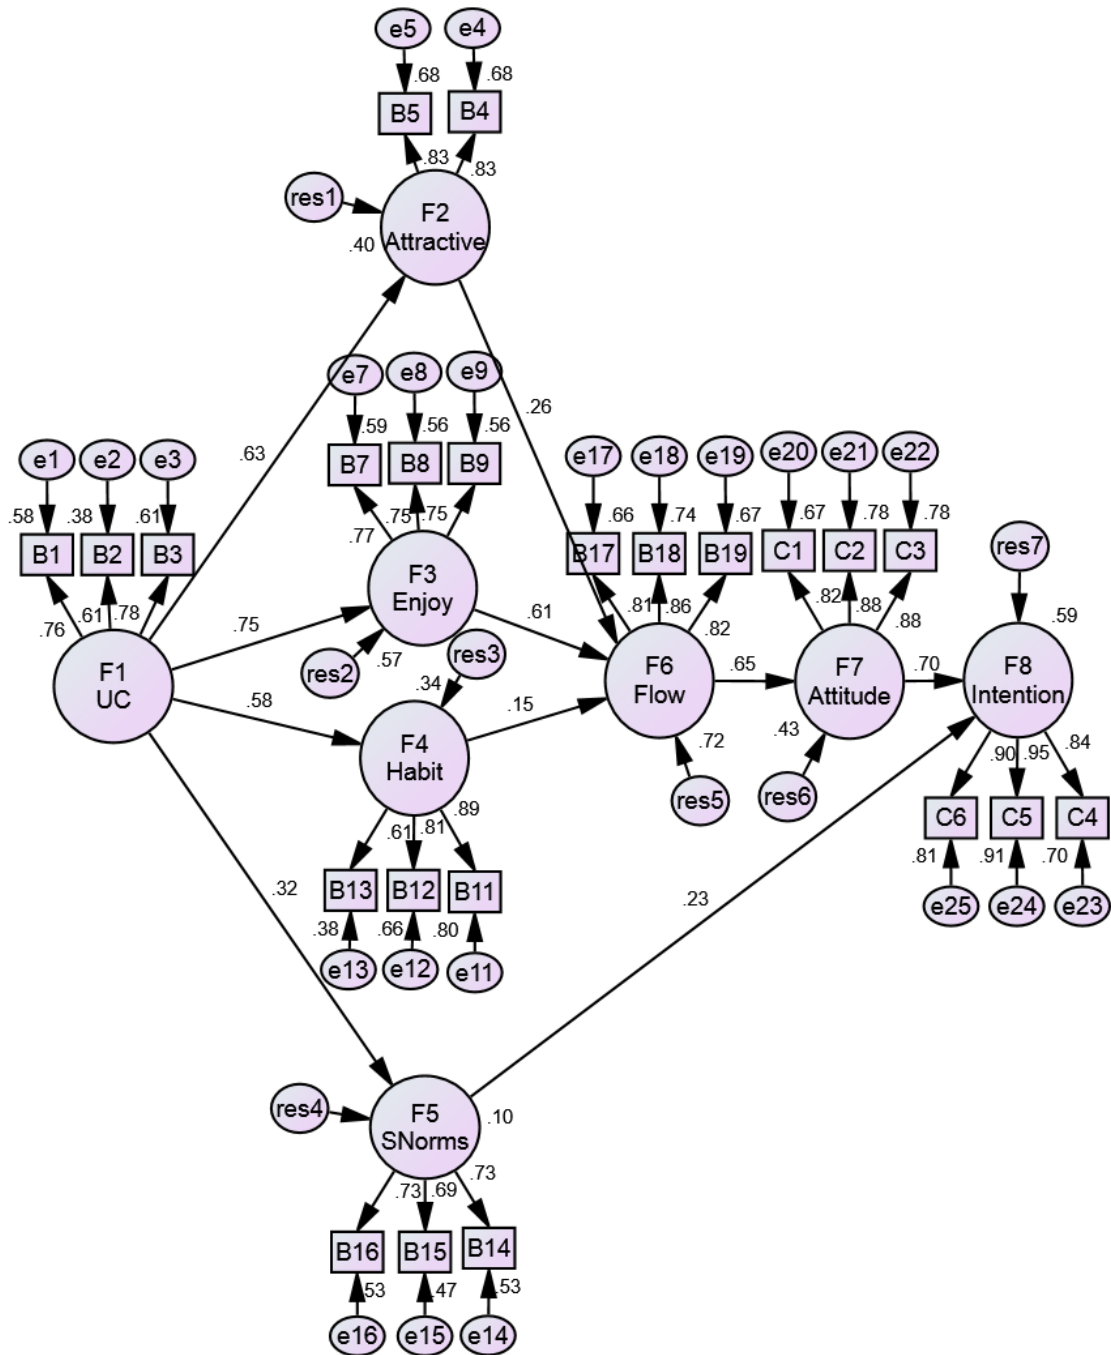 e5
e4
.68
.68
B5
B4
.83
.83
res1
F2
Attractive
.40
e7
e8
e9
.59
.56
.56
B7
B8
B9
.26
.63
e1
e2
e3
.58
.38
.61
B1
B2
B3
.77
.75
.75
e17
e18
e19
e20
e21
e22
.66
.74
.67
.67
.78
.78
B17
B18
B19
C1
C2
C3
res7
.76
.61
.78
F3
Enjoy
.61
.81
.86
.82
.82
.88
.88
.59
.75
res2
.57
res3
F1
UC
F6
Flow
.65
F7
Attitude
.70
F8
Intention
.58
.34
.15
F4
Habit
.72
.43
res5
res6
.90
.95
.84
.61
.81
.89
C6
C5
C4
.81
.91
.70
B13
B12
B11
.32
.23
.38
.66
.80
e25
e24
e23
e13
e12
e11
res4
F5
SNorms
.10
.73
.69
.73
B16
B15
B14
.53
.47
.53
e16
e15
e14